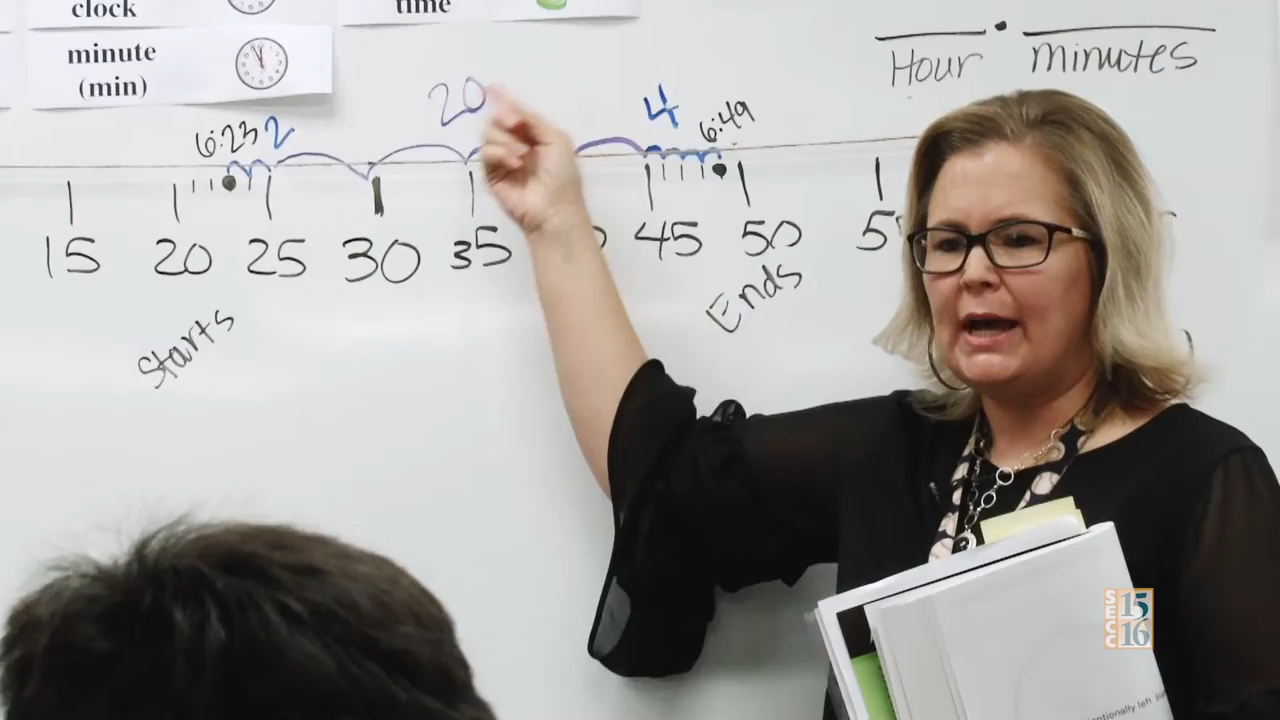 clock
time
minute
(min)
Hour : minutes
20
6:23 2
4
6:49
15 20 25 30 35 45 50
Starts
Ends
SECC
15
16